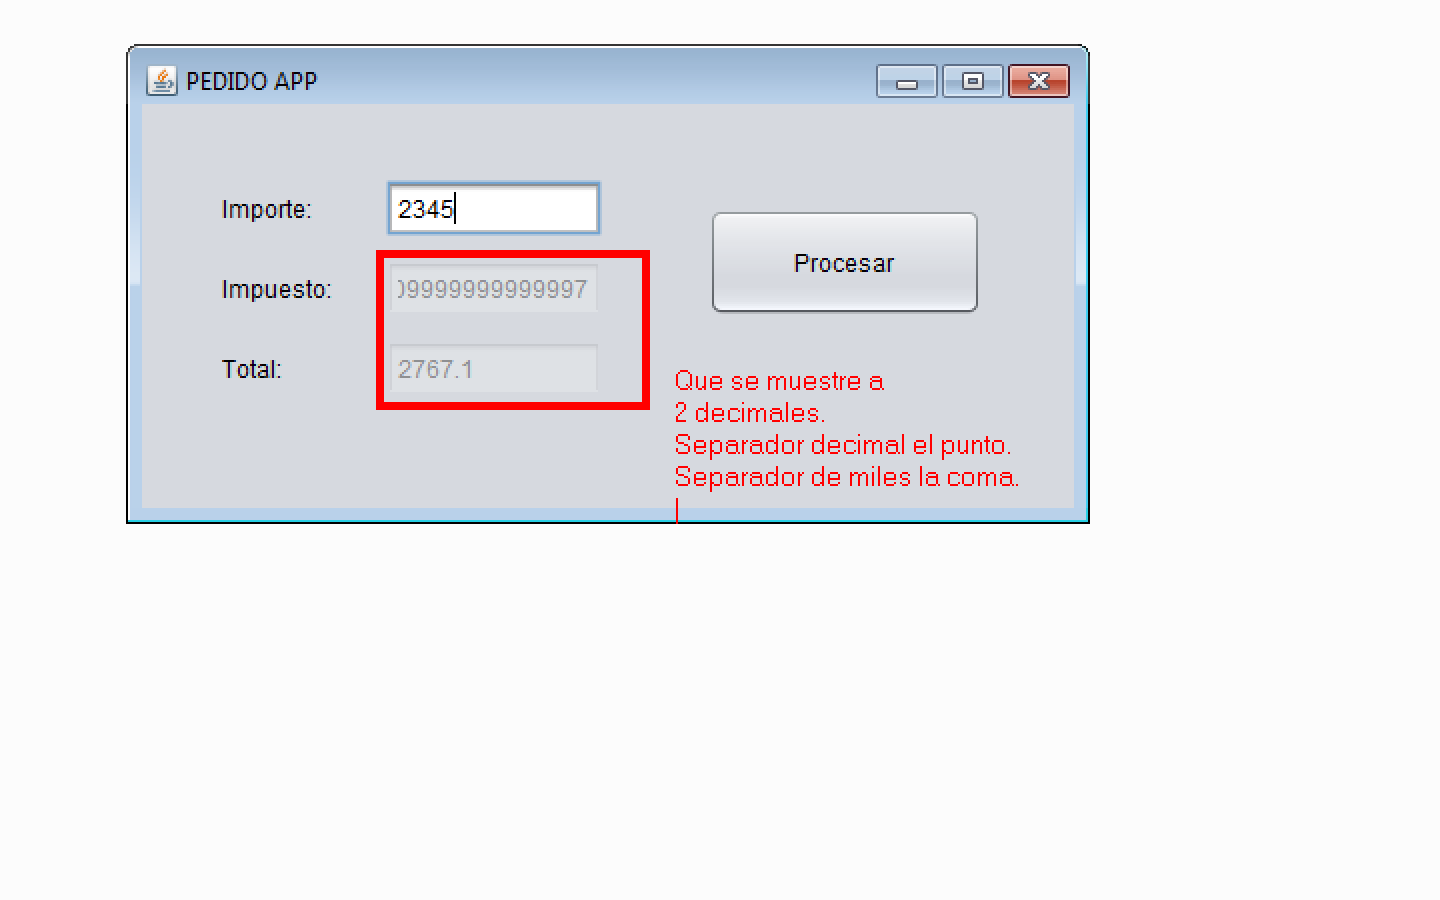 PEDIDO APP
Importe: 2345
Procesar
Impuesto: 99999999999997
Total: 2767.1
Que se muestre a
2 decimales.
Separador decimal el punto.
Separador de miles la coma.